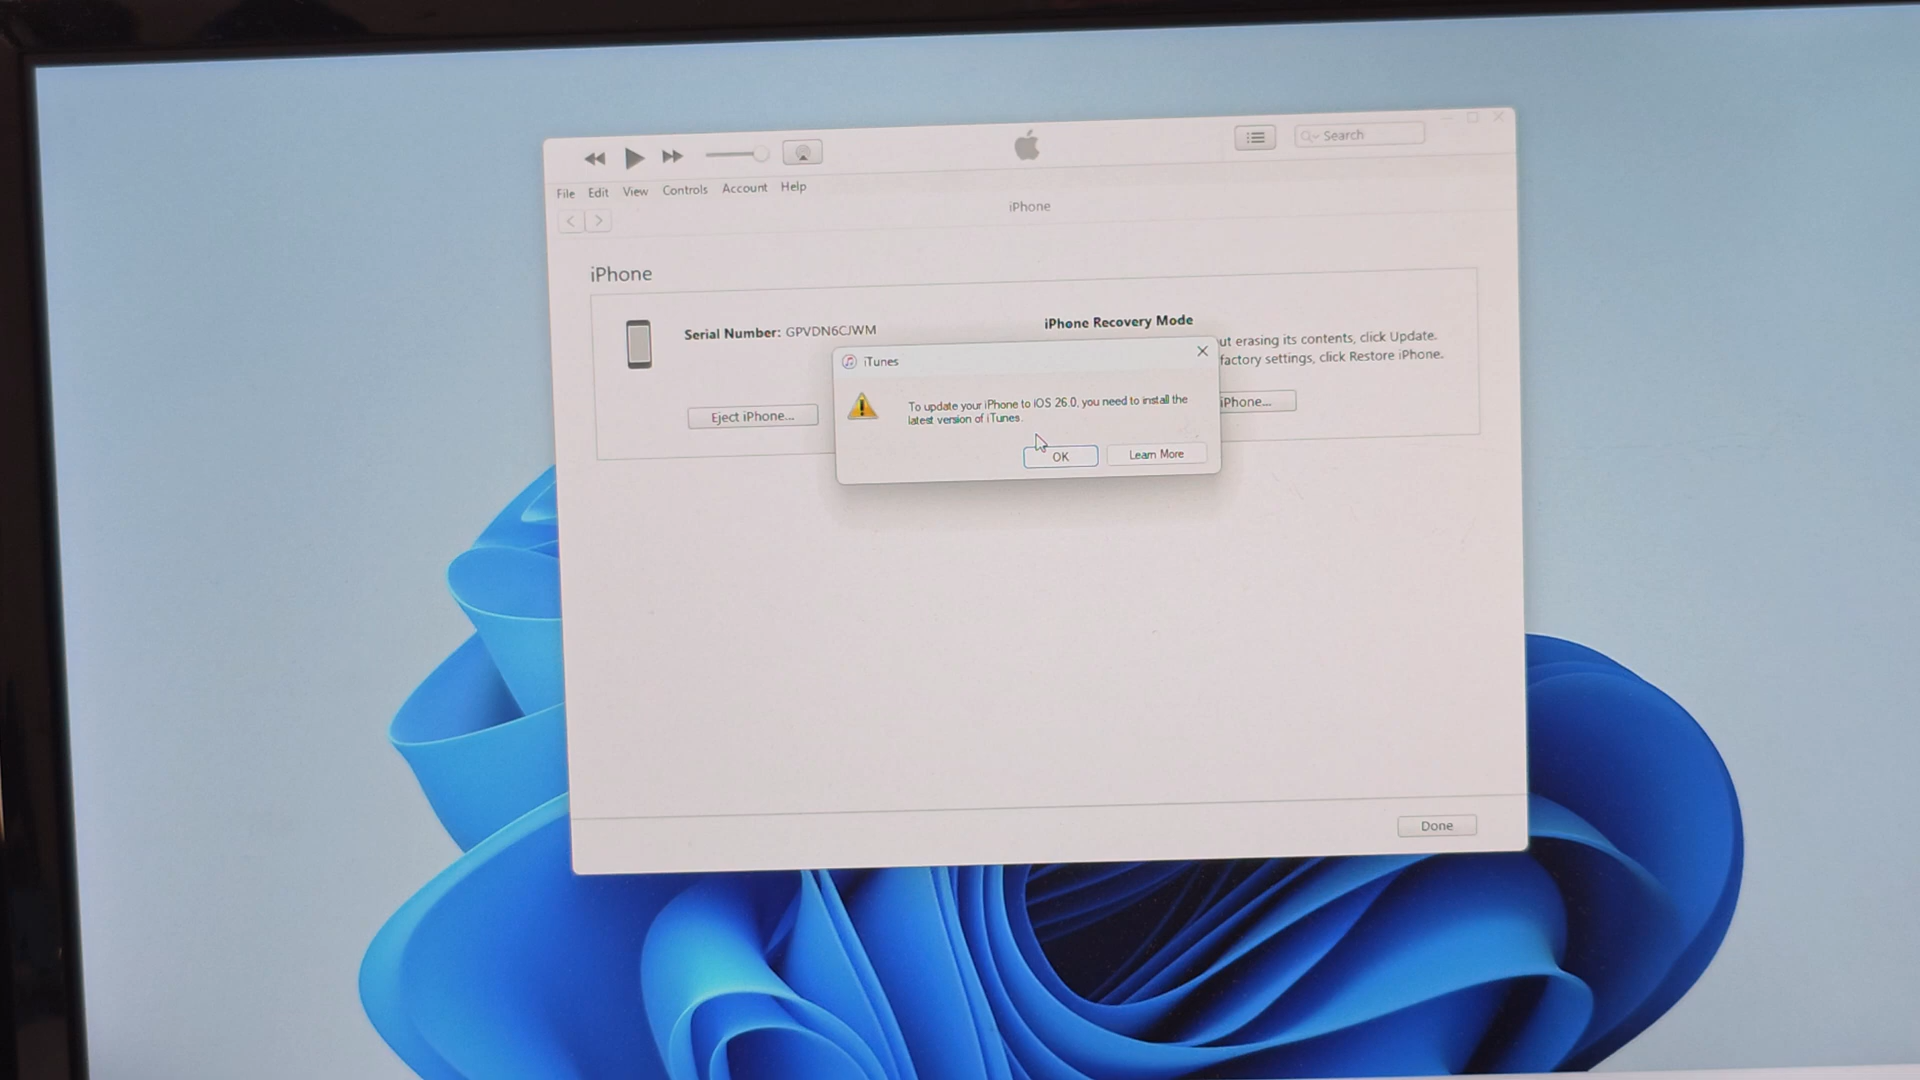 Search
File Edit View Controls Account Help
iPhone
iPhone
Serial Number: GPVDN6CJWM
iPhone Recovery Mode
ut erasing its contents, click Update.
factory settings, click Restore iPhone.
iPhone...
Eject iPhone...
iTunes
To update your iPhone to iOS 26.0, you need to install the
latest version of iTunes.
OK
Learn More
Done